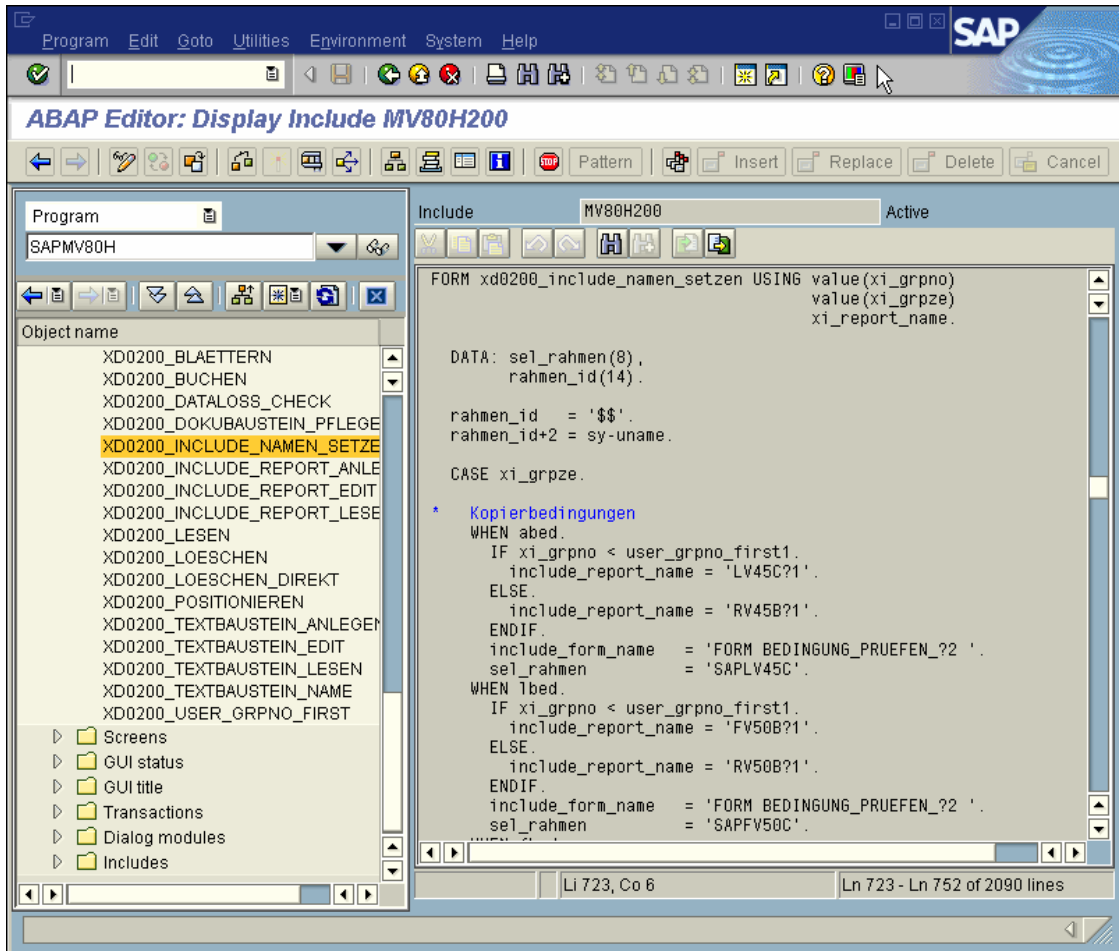 Program Edit Goto Utilities Environment System Help
SAP
ABAP Editor: Display Include MV80H200
Pattern Insert Replace Delete Cancel
Program
SAPMV80H
Object name
XD0200_BLAETTERN
XD0200_BUCHEN
XD0200_DATALOSS_CHECK
XD0200_DOKUBAUSTEIN_PFLEGE
XD0200_INCLUDE_NAMEN_SETZE
XD0200_INCLUDE_REPORT_ANLE
XD0200_INCLUDE_REPORT_EDIT
XD0200_INCLUDE_REPORT_LESE
XD0200_LESEN
XD0200_LOESCHEN
XD0200_LOESCHEN_DIREKT
XD0200_POSITIONIEREN
XD0200_TEXTBAUSTEIN_ANLEGEN
XD0200_TEXTBAUSTEIN_EDIT
XD0200_TEXTBAUSTEIN_LESEN
XD0200_TEXTBAUSTEIN_NAME
XD0200_USER_GRPNO_FIRST
Screens
GUI status
GUI title
Transactions
Dialog modules
Includes
Include MV80H200 Active
FORM xd0200_include_namen_setzen USING value(xi_grpno)
value(xi_grpze)
xi_report_name.
DATA: sel_rahmen(8),
rahmen_id(14).
rahmen_id = '$$'.
rahmen_id+2 = sy-uname.
CASE xi_grpze.
* Kopierbedingungen
WHEN abed.
IF xi_grpno < user_grpno_first1.
include_report_name = 'LV45C?1'.
ELSE.
include_report_name = 'RV45B?1'.
ENDIF.
include_form_name = 'FORM BEDINGUNG_PRUEFEN_?2 '.
sel_rahmen = 'SAPLV45C'.
WHEN lbed.
IF xi_grpno < user_grpno_first1.
include_report_name = 'FV50B?1'.
ELSE.
include_report_name = 'RV50B?1'.
ENDIF.
include_form_name = 'FORM BEDINGUNG_PRUEFEN_?2 '.
sel_rahmen = 'SAPFV50C'.
Li 723, Co 6 Ln 723 - Ln 752 of 2090 lines